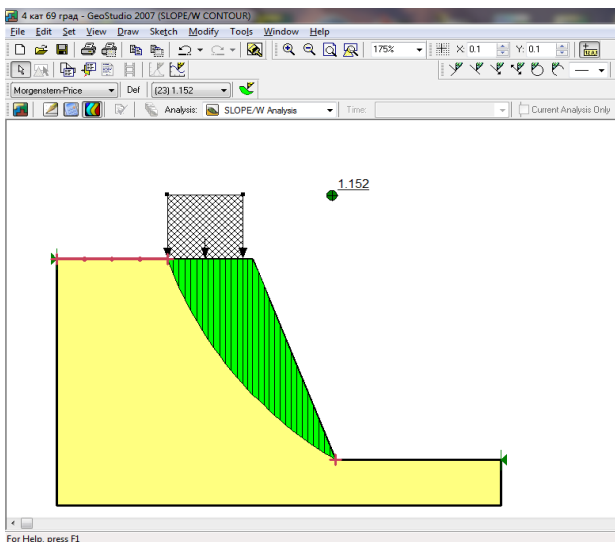 4 кат 69 град - GeoStudio 2007 (SLOPE/W CONTOUR)
File Edit Set View Draw Sketch Modify Tools Window Help
175% X: 0.1 Y: 0.1
Morgenstern-Price Def (23) 1.152
Analysis: SLOPE/W Analysis Time: Current Analysis Only
1.152
For Help, press F1